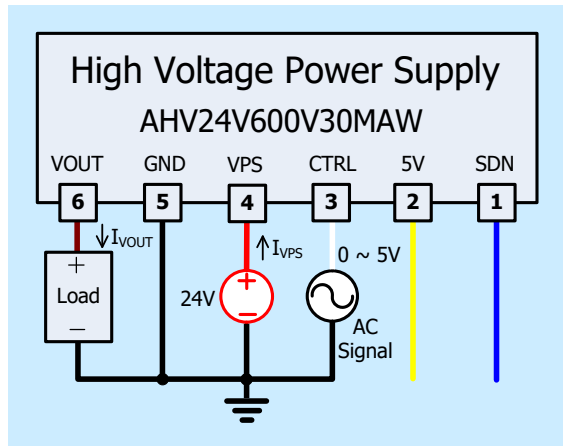 High Voltage Power Supply
AHV24V600V30MAW
VOUT GND VPS CTRL 5V SDN
6 5 4 3 2 1
↓IVOUT ↑IVPS 0 ~ 5V
+ +
Load 24V
− −
AC
Signal